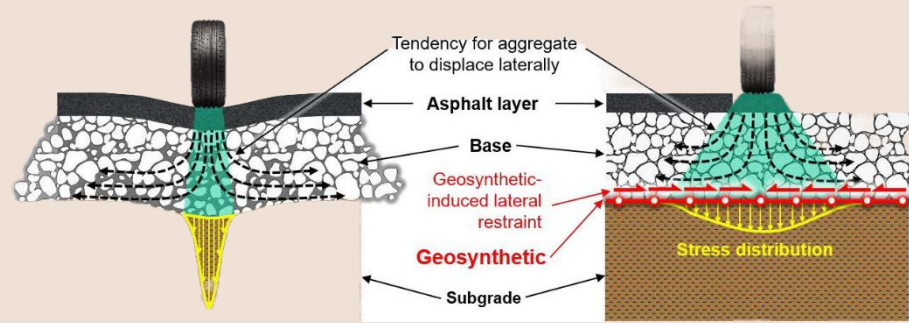 Tendency for aggregate
to displace laterally
Asphalt layer
Base
Geosynthetic-
induced lateral
restraint
Geosynthetic
Stress distribution
Subgrade